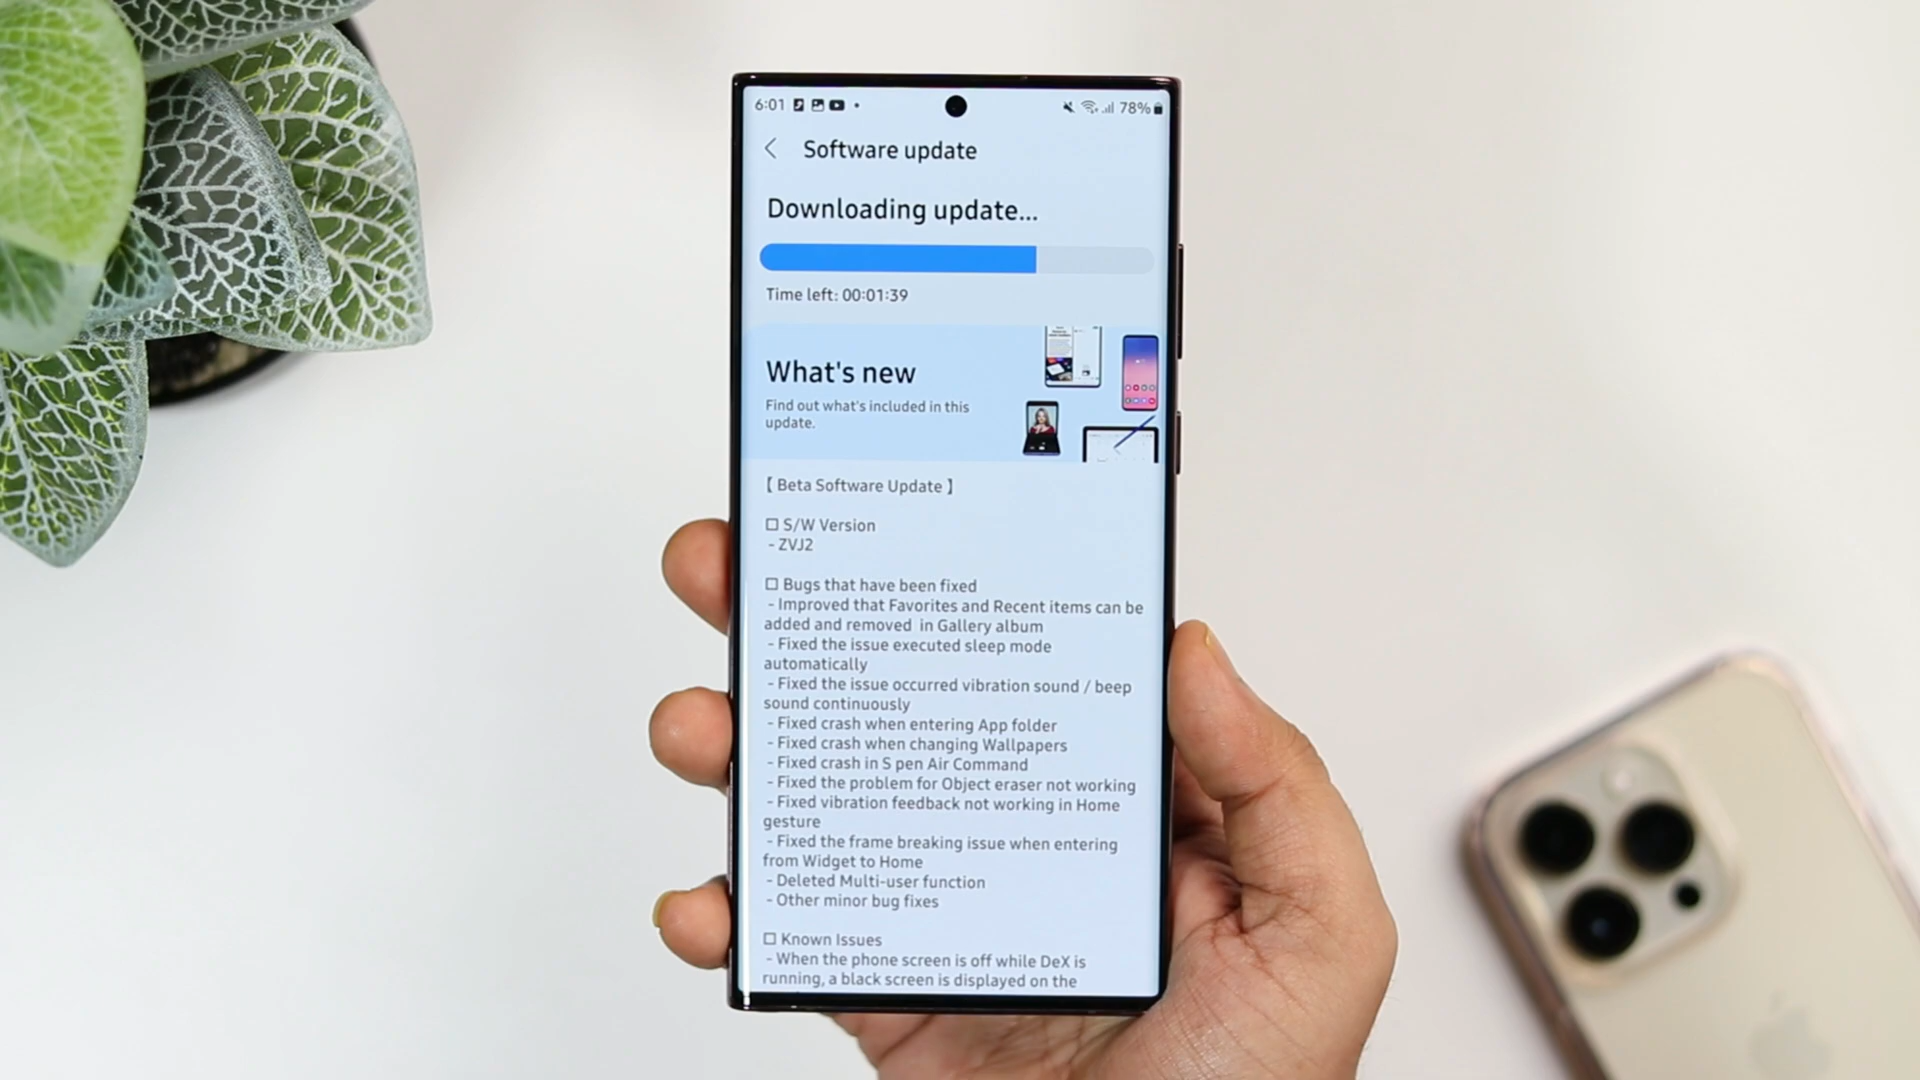 6:01 78%
Software update
Downloading update...
Time left: 00:01:39
What's new
Find out what's included in this
update.
【 Beta Software Update 】
□ S/W Version
- ZVJ2
□ Bugs that have been fixed
- Improved that Favorites and Recent items can be
added and removed  in Gallery album
- Fixed the issue executed sleep mode
automatically
- Fixed the issue occurred vibration sound / beep
sound continuously
- Fixed crash when entering App folder
- Fixed crash when changing Wallpapers
- Fixed crash in S pen Air Command
- Fixed the problem for Object eraser not working
- Fixed vibration feedback not working in Home
gesture
- Fixed the frame breaking issue when entering
from Widget to Home
- Deleted Multi-user function
- Other minor bug fixes
□ Known Issues
- When the phone screen is off while DeX is
running, a black screen is displayed on the